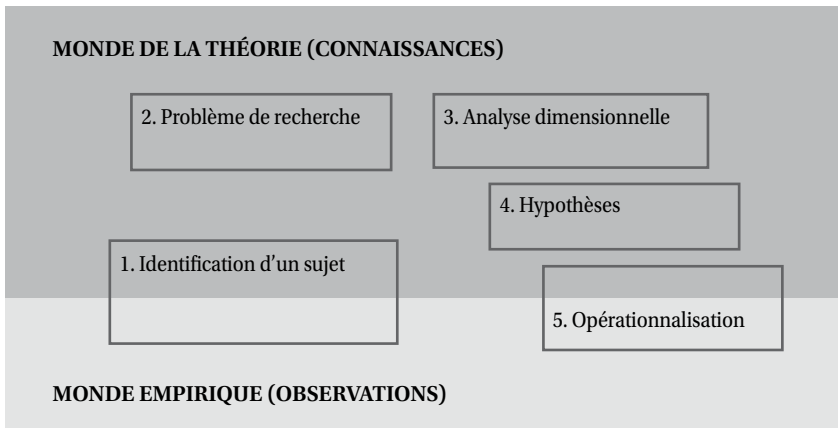 MONDE DE LA THÉORIE (CONNAISSANCES)
2. Problème de recherche
3. Analyse dimensionnelle
4. Hypothèses
1. Identification d’un sujet
5. Opérationnalisation
MONDE EMPIRIQUE (OBSERVATIONS)